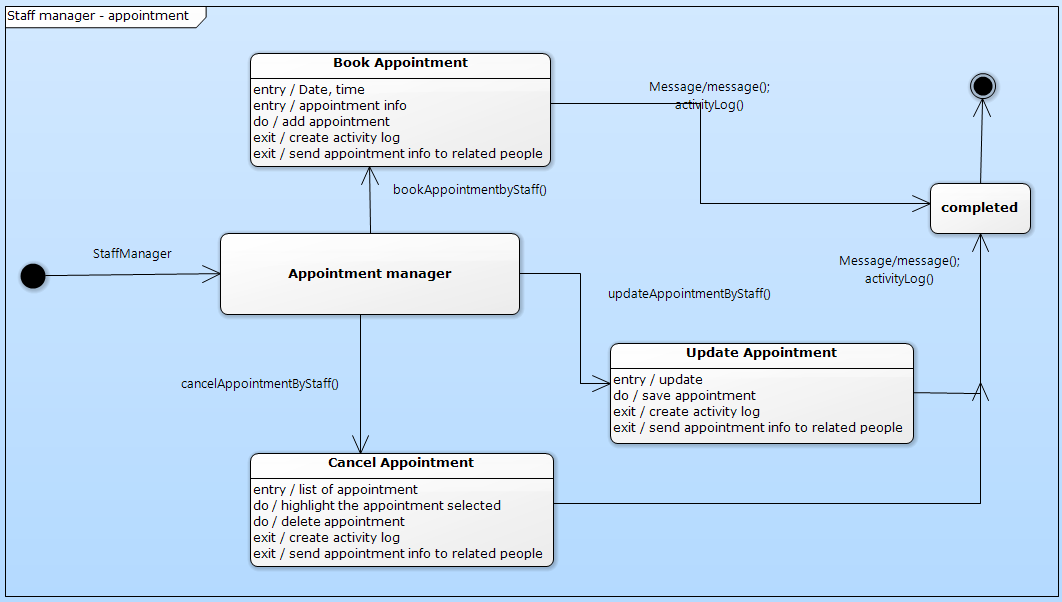 Staff manager - appointment
Book Appointment
entry / Date, time
entry / appointment info
do / add appointment
exit / create activity log
exit / send appointment info to related people
Message/message();
activityLog()
bookAppointmentbyStaff()
completed
StaffManager
Appointment manager
Message/message();
activityLog()
updateAppointmentByStaff()
Update Appointment
entry / update
do / save appointment
exit / create activity log
exit / send appointment info to related people
cancelAppointmentByStaff()
Cancel Appointment
entry / list of appointment
do / highlight the appointment selected
do / delete appointment
exit / create activity log
exit / send appointment info to related people